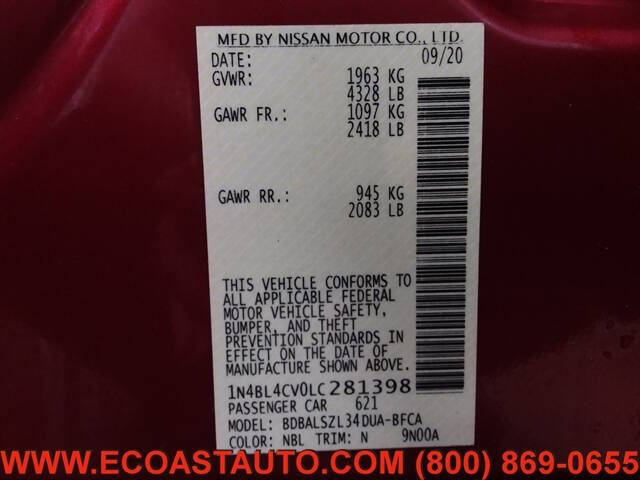 MFD BY NISSAN MOTOR CO., LTD.
DATE: 09/20
GVWR: 1963 KG
4328 LB
GAWR FR.: 1097 KG
2418 LB
GAWR RR.: 945 KG
2083 LB
THIS VEHICLE CONFORMS TO
ALL APPLICABLE FEDERAL
MOTOR VEHICLE SAFETY,
BUMPER, AND THEFT
PREVENTION STANDARDS IN
EFFECT ON THE DATE OF
MANUFACTURE SHOWN ABOVE.
1N4BL4CV0LC281398
PASSENGER CAR 621
MODEL: BDBALSZL34DUA-BFCA
COLOR: NBL TRIM: N 9N00A
WWW.ECOASTAUTO.COM (800) 869-0655